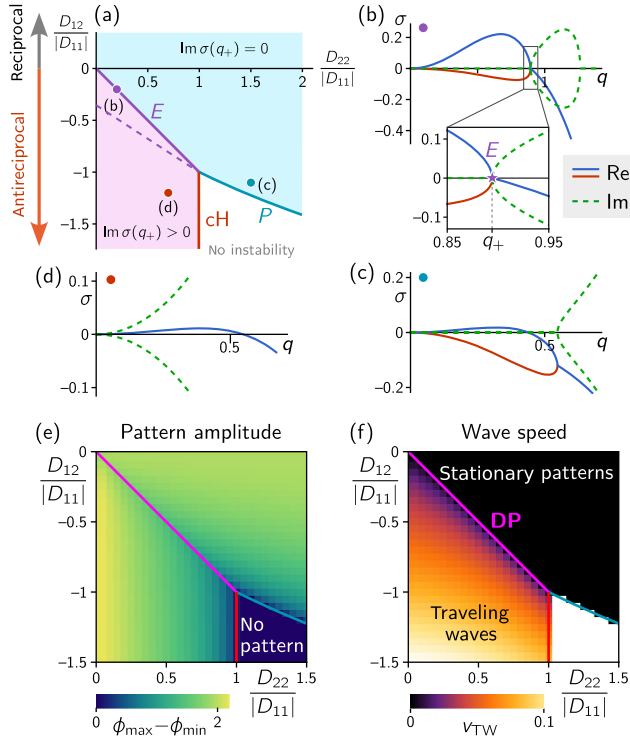 Reciprocal
Antireciprocal
D12
|D11|
(a)
Im σ(q+) = 0
D22
|D11|
0
0.5
1
1.5
2
−0.5
−1
−1.5
(b)
E
(c)
(d)
cH
P
Im σ(q+) > 0
No instability
(b)
σ
0.2
0
−0.2
−0.4
1
q
0.1
0
−0.1
E
0.85
q+
0.95
Re
Im
(d)
0.1
σ
0
−0.1
0.5
q
(c)
0.2
σ
0
−0.2
0.5
q
(e)
Pattern amplitude
D12
|D11|
0
−0.5
−1
−1.5
No
pattern
0
0.5
1
1.5
D22
|D11|
0
ϕmax−ϕmin
2
(f)
Wave speed
D12
|D11|
0
−0.5
−1
−1.5
Stationary patterns
DP
Traveling
waves
0
0.5
1
1.5
D22
|D11|
0
vTW
0.1